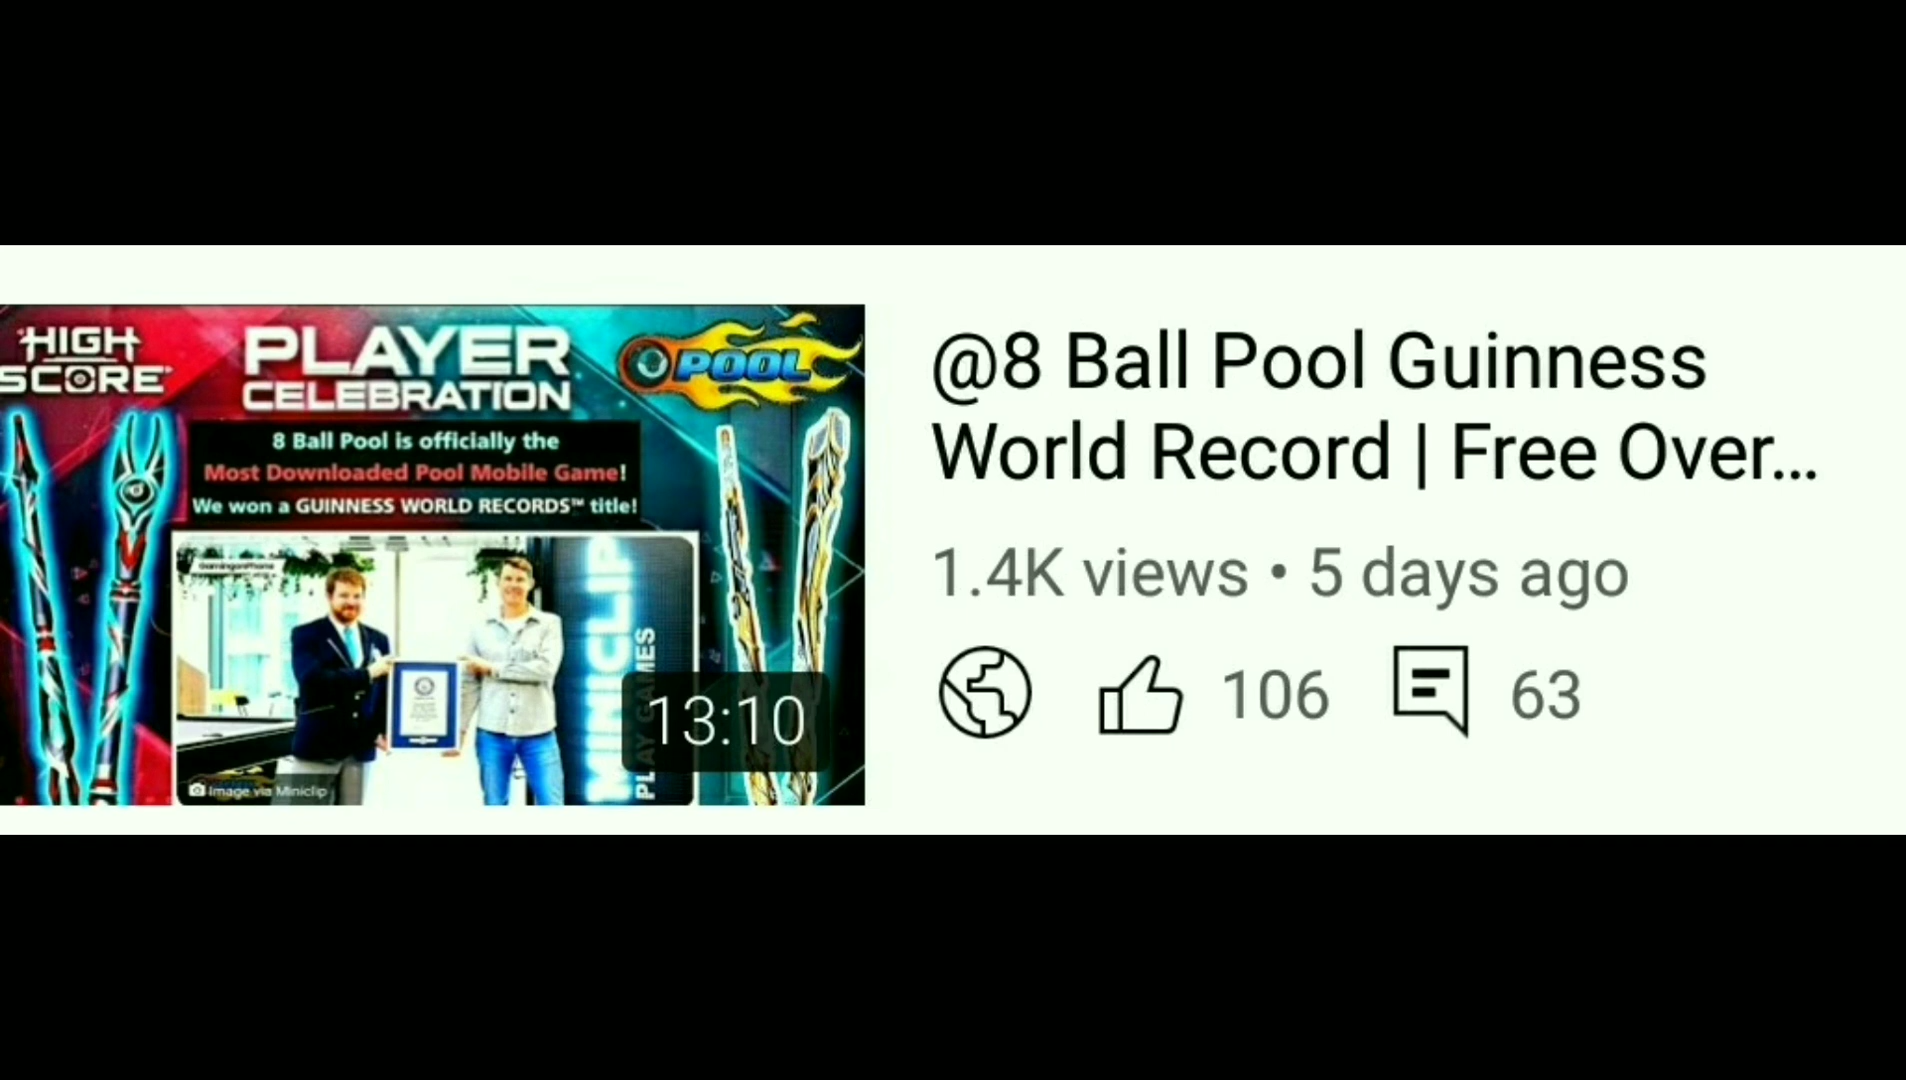 HIGH
SCORE
PLAYER
CELEBRATION
POOL
8 Ball Pool is officially the
Most Downloaded Pool Mobile Game!
We won a GUINNESS WORLD RECORDS™ title!
GamingonPhone
MINICLIP
PLAY GAMES
Image via Miniclip
13:10
@8 Ball Pool Guinness
World Record | Free Over...
1.4K views • 5 days ago
106
63